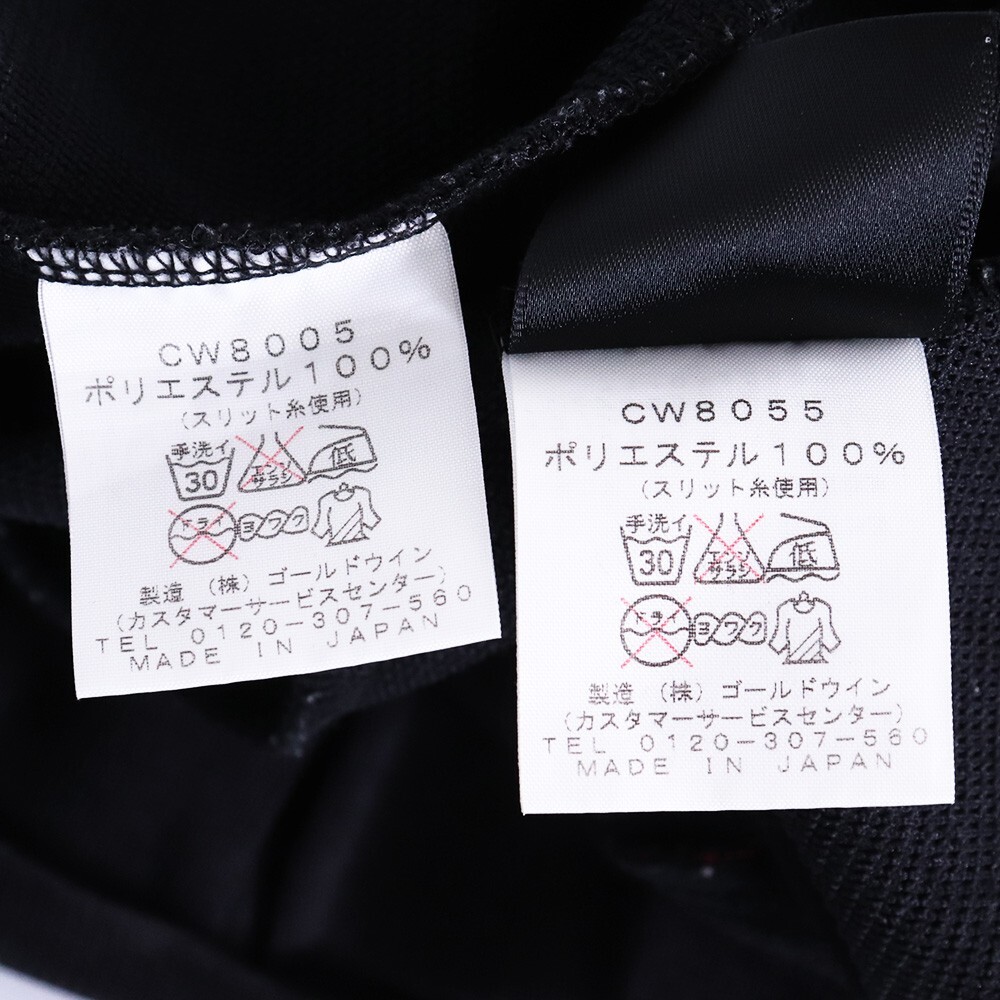 CW8005
ポリエステル100%
(スリット糸使用)
手洗イ
30
エンソ
サラシ
低
ドライ
ヨワク
製造 (株) ゴールドウイン
(カスタマーサービスセンター)
TEL 0120-307-560
MADE IN JAPAN
CW8055
ポリエステル100%
(スリット糸使用)
手洗イ
30
エンソ
サラシ
低
ドライ
ヨワク
製造 (株) ゴールドウイン
(カスタマーサービスセンター)
TEL 0120-307-560
MADE IN JAPAN